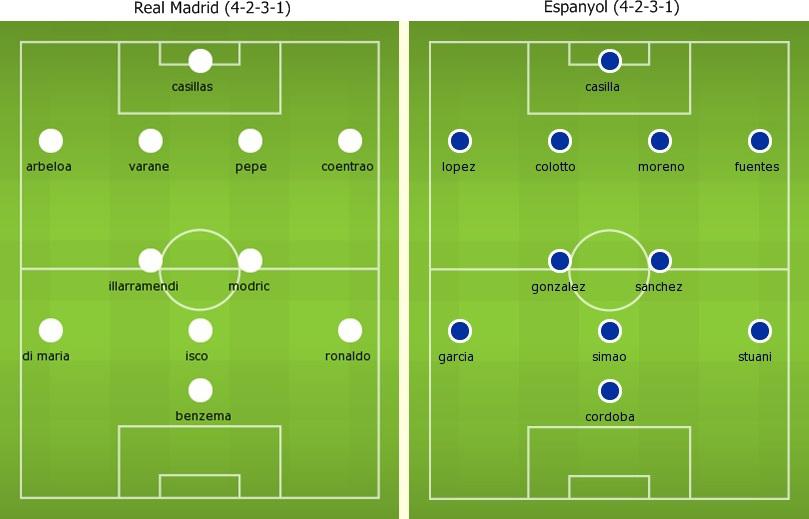 Real Madrid (4-2-3-1)
casillas
arbeloa varane pepe coentrao
illarramendi modric
di maria isco ronaldo
benzema
Espanyol (4-2-3-1)
casilla
lopez colotto moreno fuentes
gonzalez sanchez
garcia simao stuani
cordoba